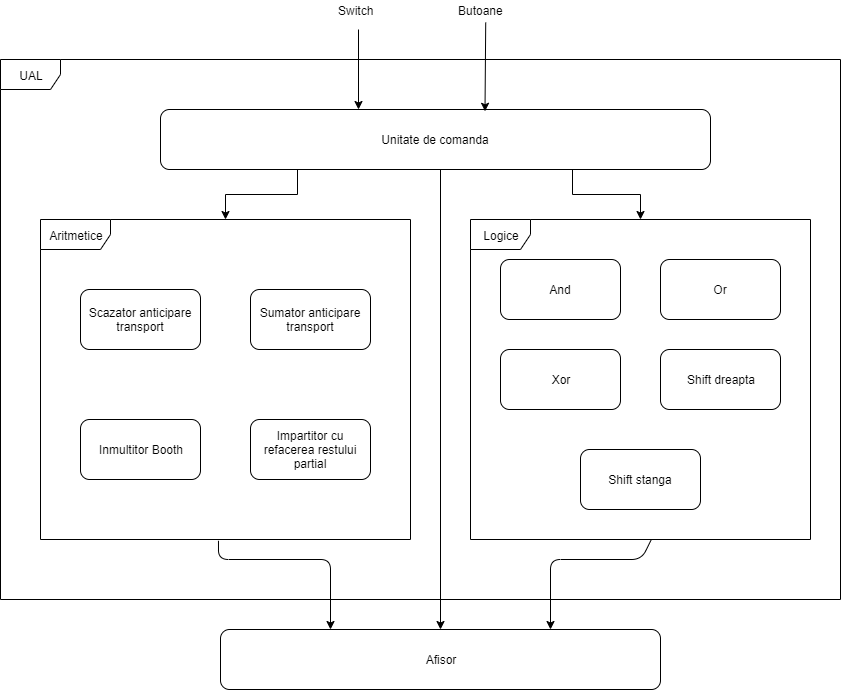 Switch
Butoane
UAL
Unitate de comanda
Aritmetice
Logice
Scazator anticipare
transport
Sumator anticipare
transport
Inmultitor Booth
Impartitor cu
refacerea restului
partial
And
Or
Xor
Shift dreapta
Shift stanga
Afisor